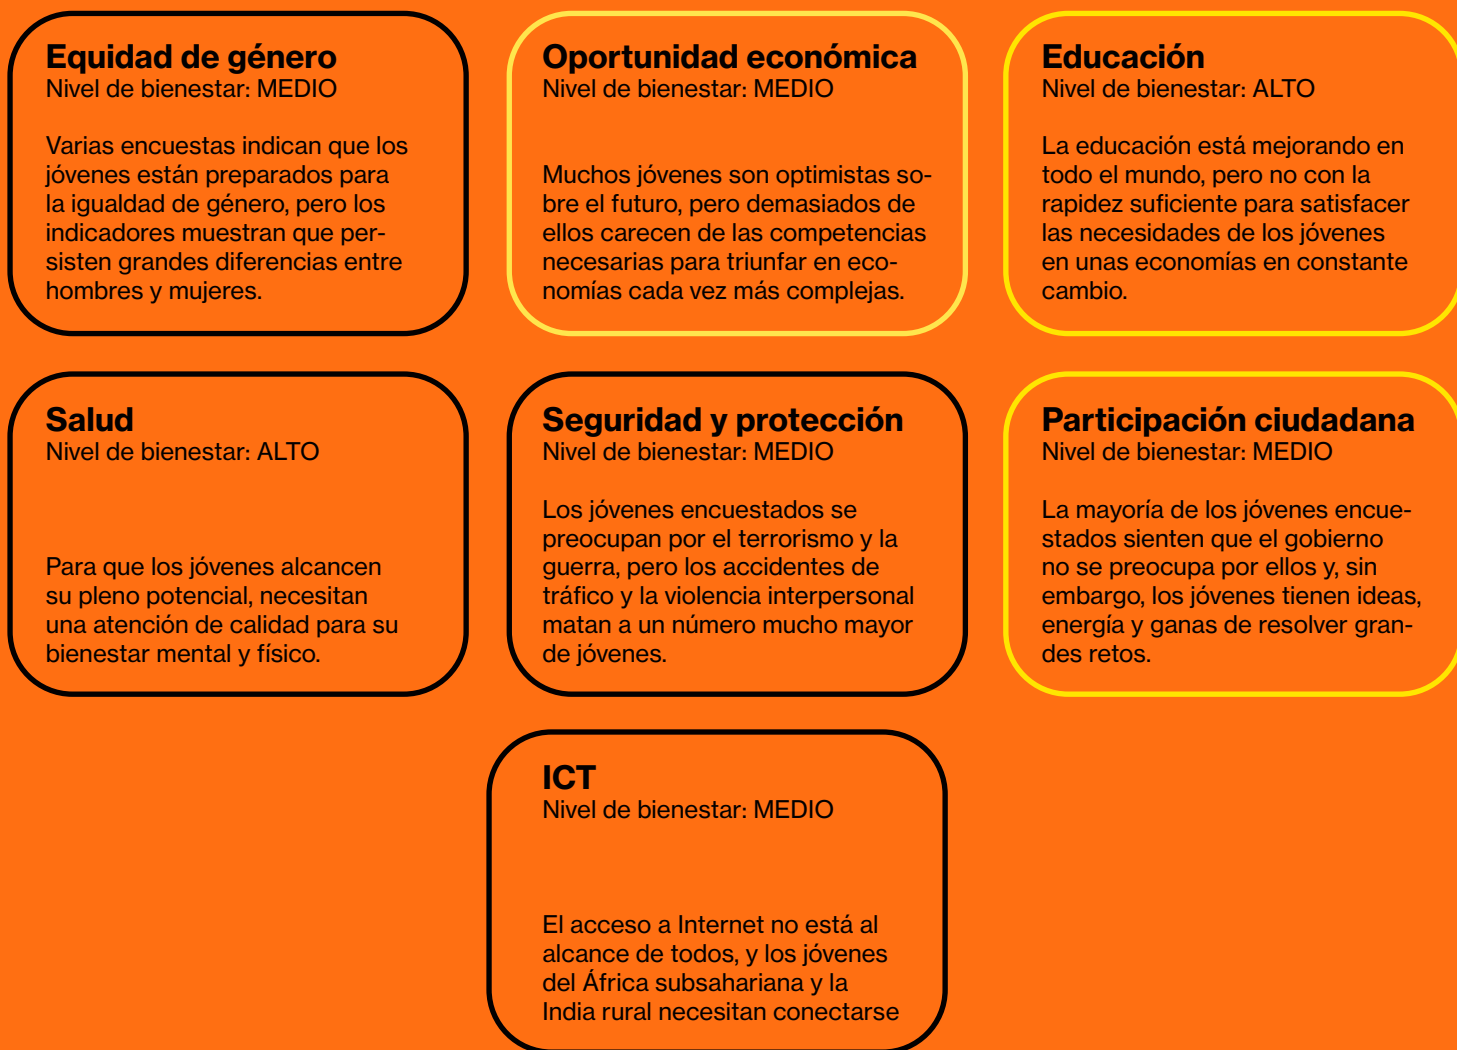 Equidad de género
Nivel de bienestar: MEDIO
Varias encuestas indican que los
jóvenes están preparados para
la igualdad de género, pero los
indicadores muestran que per-
sisten grandes diferencias entre
hombres y mujeres.
Oportunidad económica
Nivel de bienestar: MEDIO
Muchos jóvenes son optimistas so-
bre el futuro, pero demasiados de
ellos carecen de las competencias
necesarias para triunfar en eco-
nomías cada vez más complejas.
Educación
Nivel de bienestar: ALTO
La educación está mejorando en
todo el mundo, pero no con la
rapidez suficiente para satisfacer
las necesidades de los jóvenes
en unas economías en constante
cambio.
Salud
Nivel de bienestar: ALTO
Para que los jóvenes alcancen
su pleno potencial, necesitan
una atención de calidad para su
bienestar mental y físico.
Seguridad y protección
Nivel de bienestar: MEDIO
Los jóvenes encuestados se
preocupan por el terrorismo y la
guerra, pero los accidentes de
tráfico y la violencia interpersonal
matan a un número mucho mayor
de jóvenes.
Participación ciudadana
Nivel de bienestar: MEDIO
La mayoría de los jóvenes encue-
stados sienten que el gobierno
no se preocupa por ellos y, sin
embargo, los jóvenes tienen ideas,
energía y ganas de resolver gran-
des retos.
ICT
Nivel de bienestar: MEDIO
El acceso a Internet no está al
alcance de todos, y los jóvenes
del África subsahariana y la
India rural necesitan conectarse